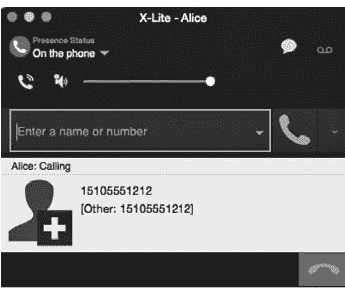 X-Lite - Alice
Presence Status
On the phone
Enter a name or number
Alice: Calling
15105551212
[Other: 15105551212]